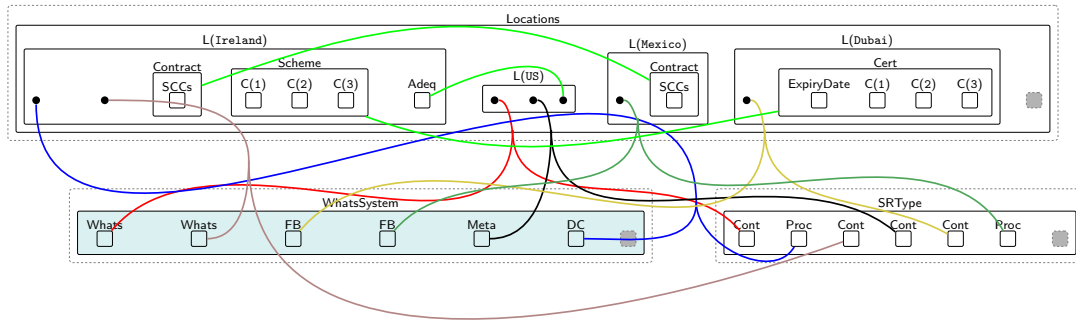 Locations
L(Ireland)
L(US)
L(Mexico)
L(Dubai)
Contract
Scheme
Contract
Cert
SCCs
C(1)
C(2)
C(3)
Adeq
SCCs
ExpiryDate
C(1)
C(2)
C(3)
WhatsSystem
SRType
Whats
Whats
FB
FB
Meta
DC
Cont
Proc
Cont
Cont
Cont
Proc